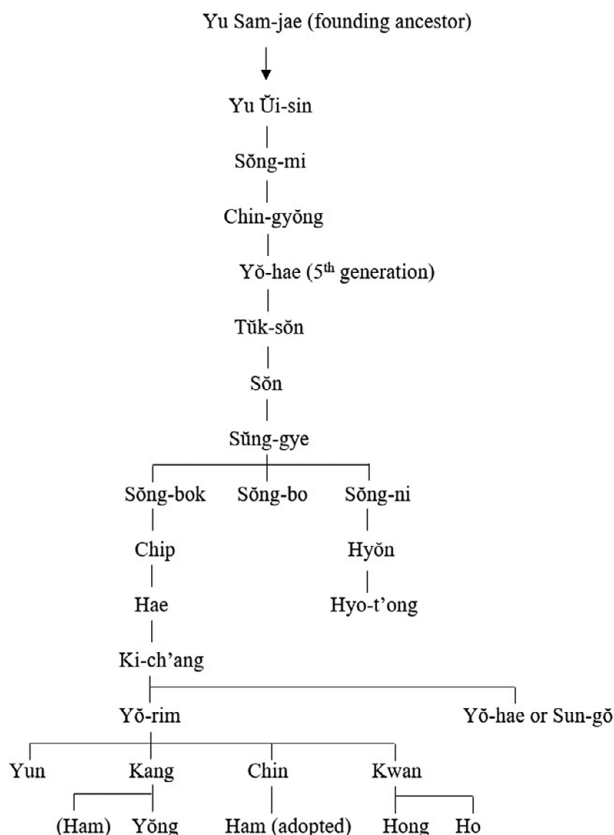 Yu Sam-jae (founding ancestor)
Yu Ŭi-sin
Sŏng-mi
Chin-gyŏng
Yŏ-hae (5th generation)
Tŭk-sŏn
Sŏn
Sŭng-gye
Sŏng-bok Sŏng-bo Sŏng-ni
Chip Hyŏn
Hae Hyo-t’ong
Ki-ch’ang
Yŏ-rim Yŏ-hae or Sun-gŏ
Yun Kang Chin Kwan
(Ham) Yŏng Ham (adopted) Hong Ho